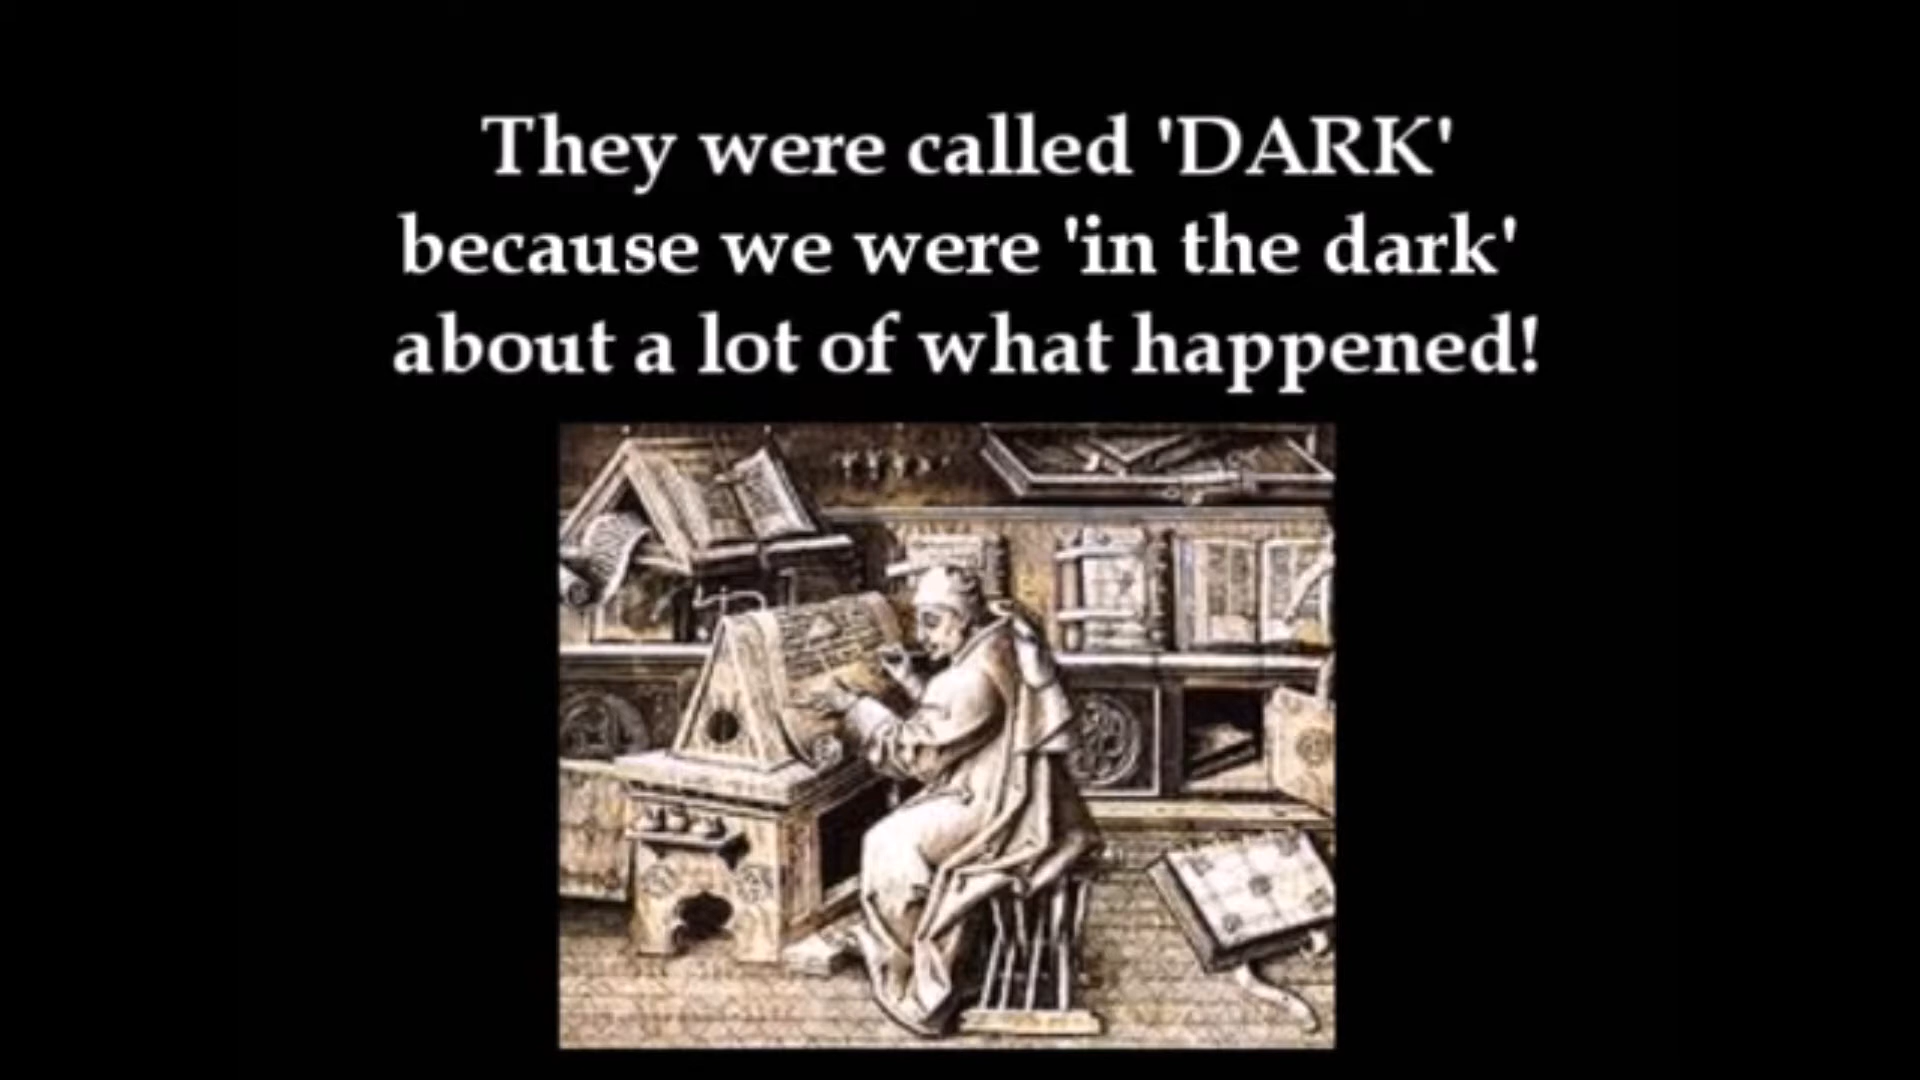 They were called 'DARK'
because we were 'in the dark'
about a lot of what happened!